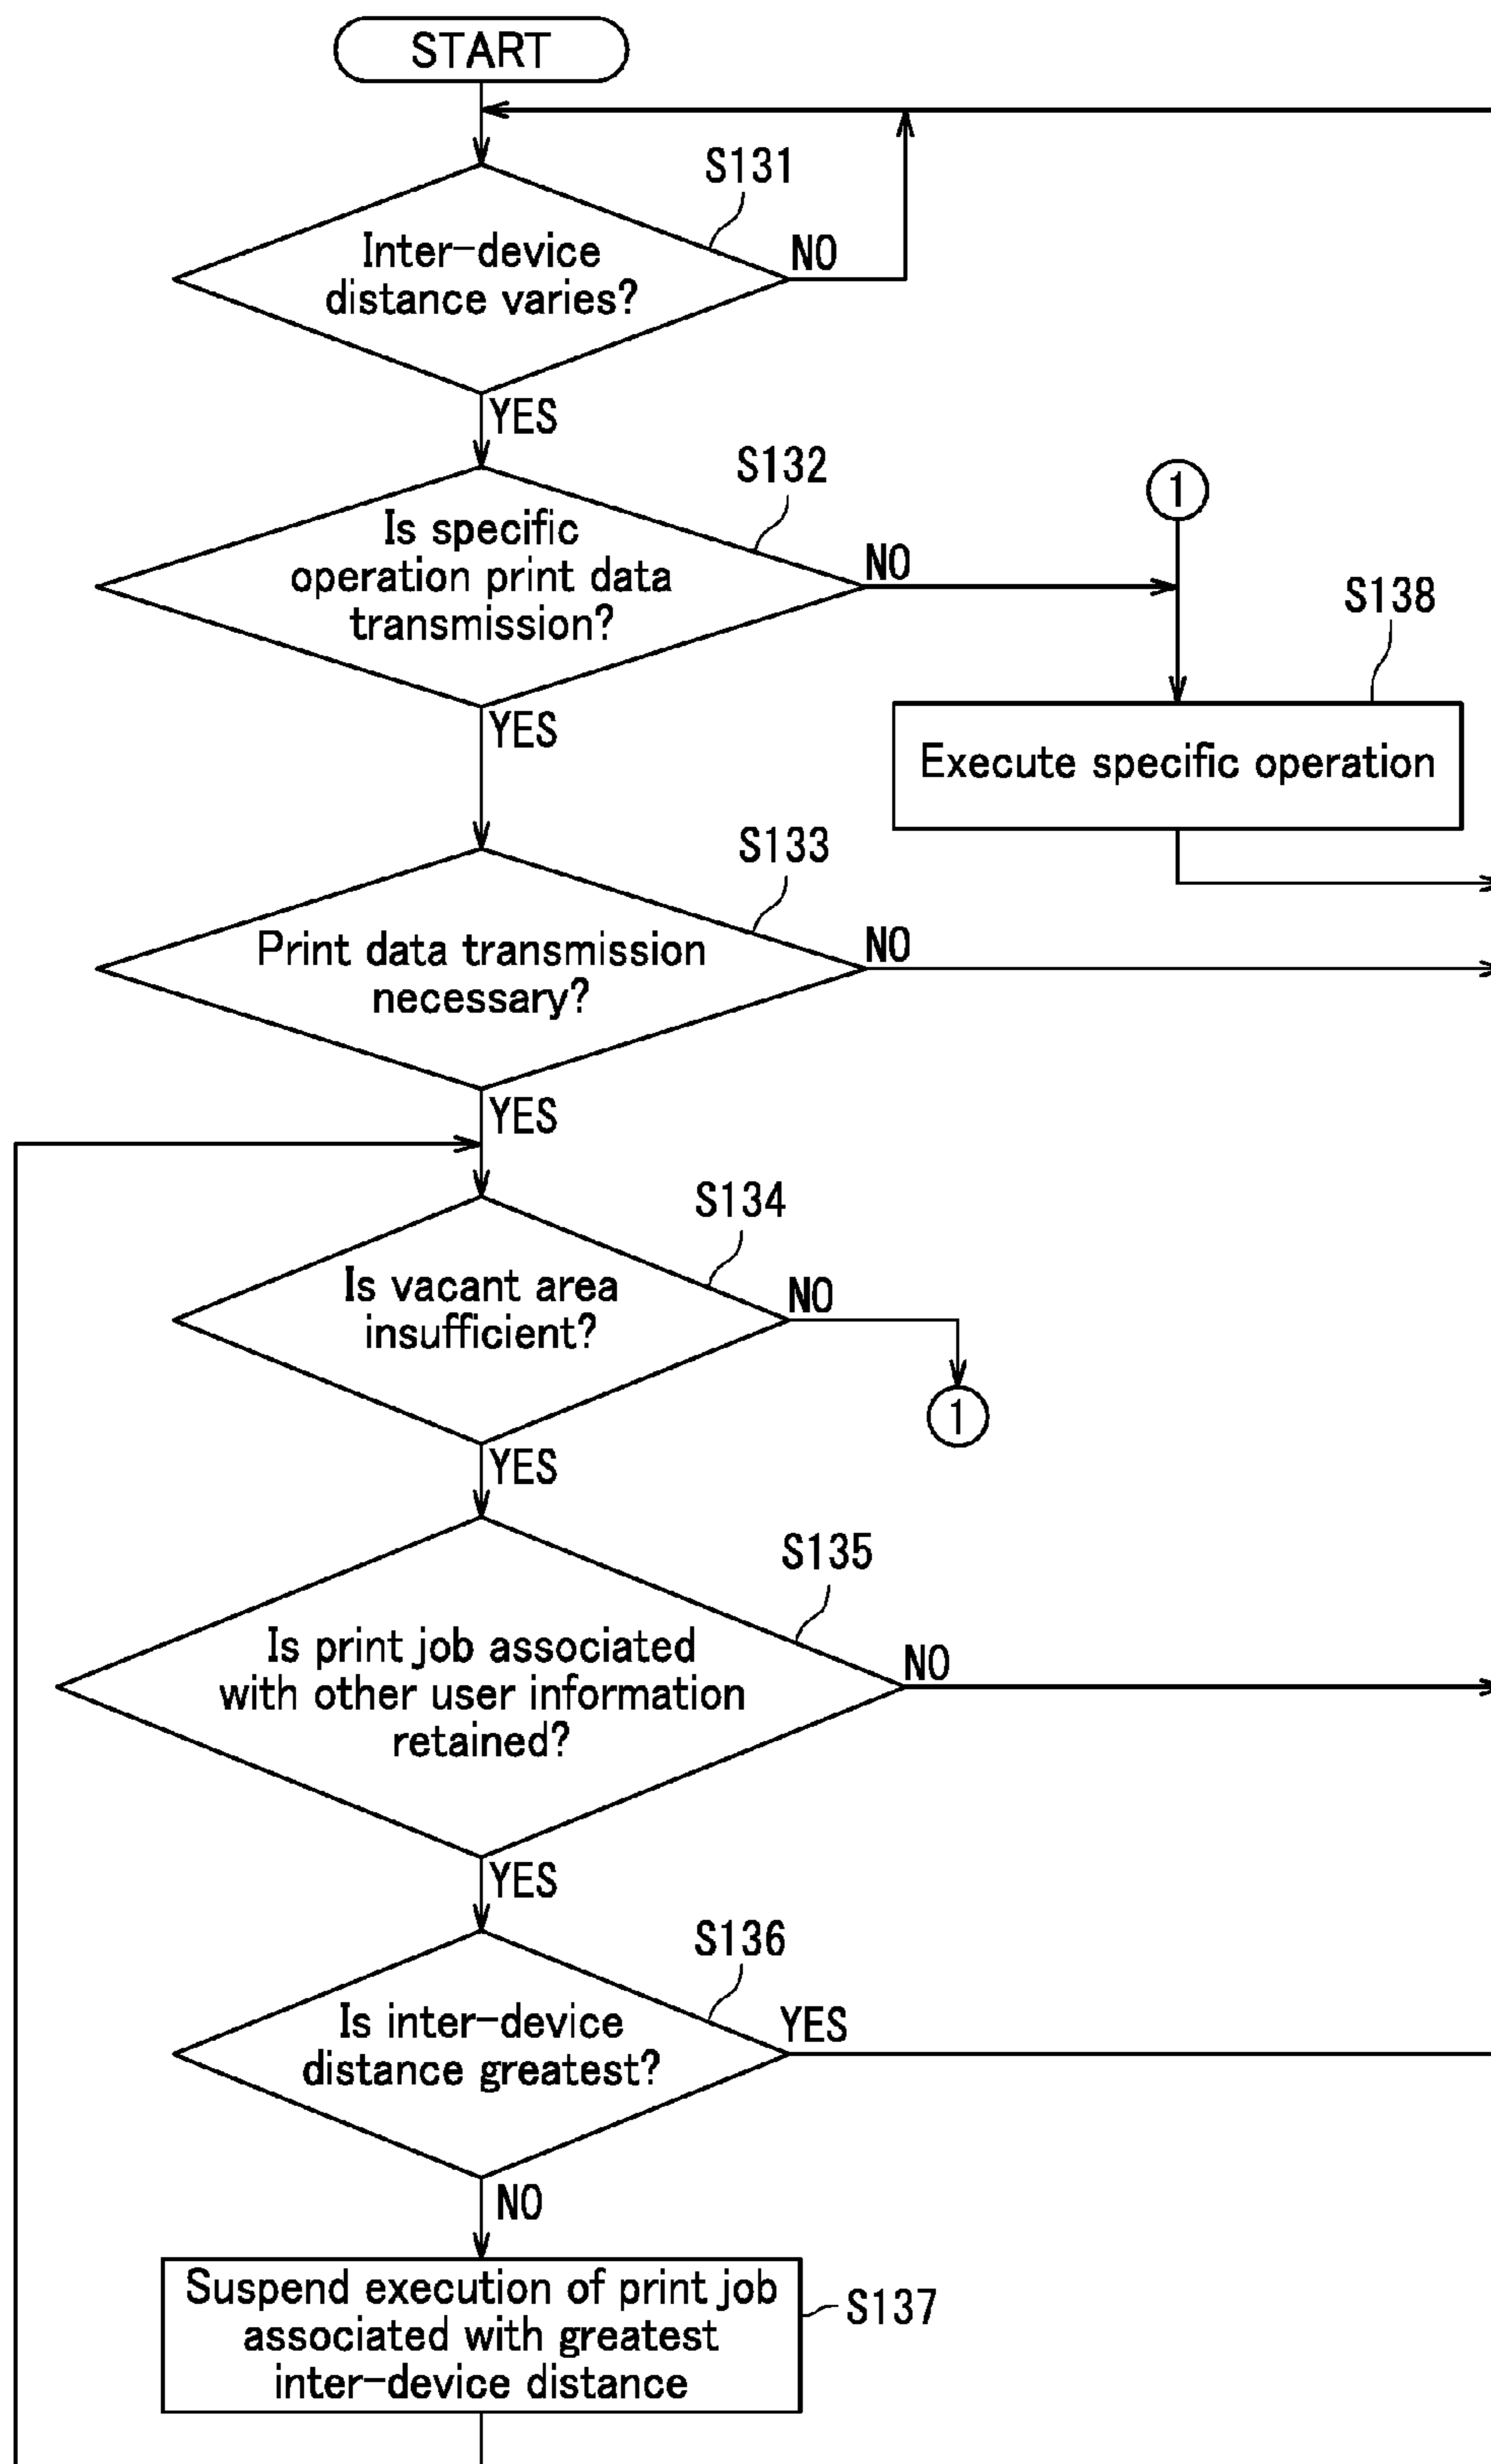 START
S131
Inter-device
distance varies?
NO
YES
S132
Is specific
operation print data
transmission?
NO
1
S138
YES
Execute specific operation
S133
Print data transmission
necessary?
NO
YES
S134
Is vacant area
insufficient?
NO
1
YES
S135
Is print job associated
with other user information
retained?
NO
YES
S136
Is inter-device
distance greatest?
YES
NO
Suspend execution of print job
associated with greatest
inter-device distance
S137